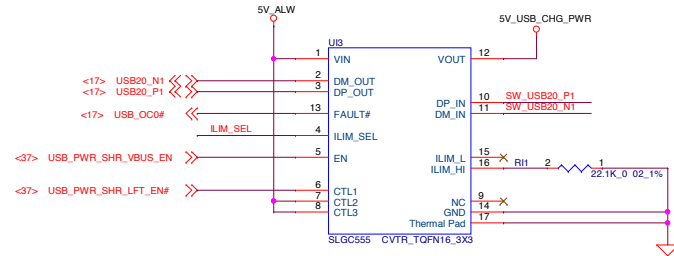 5V_ALW
5V_USB_CHG_PWR
UI3
1 VIN VOUT 12
<17> USB20_N1 2 DM_OUT
<17> USB20_P1 3 DP_OUT
DP_IN 10 SW_USB20_P1
DM_IN 11 SW_USB20_N1
<17> USB_OC0# 13 FAULT#
ILIM_SEL 4 ILIM_SEL
<37> USB_PWR_SHR_VBUS_EN 5 EN
ILIM_L 15
ILIM_HI 16 RI1 2 1
22.1K_0 02_1%
<37> USB_PWR_SHR_LFT_EN# 6 CTL1
7 CTL2
8 CTL3
NC 9
GND 14
Thermal Pad 17
SLGC555 CVTR_TQFN16_3X3